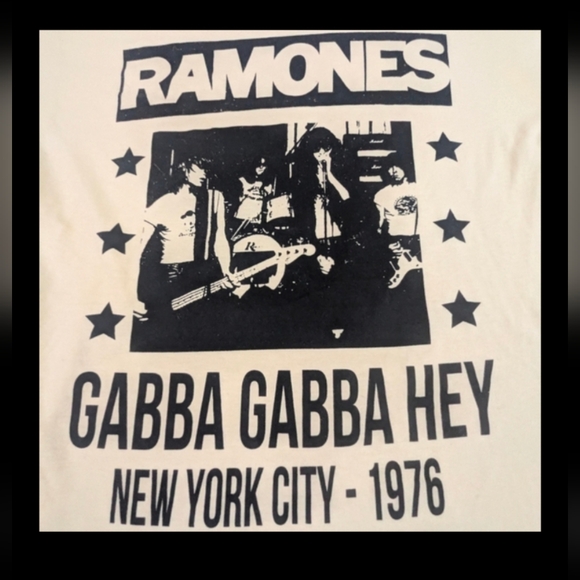 RAMONES
GABBA GABBA HEY
NEW YORK CITY - 1976